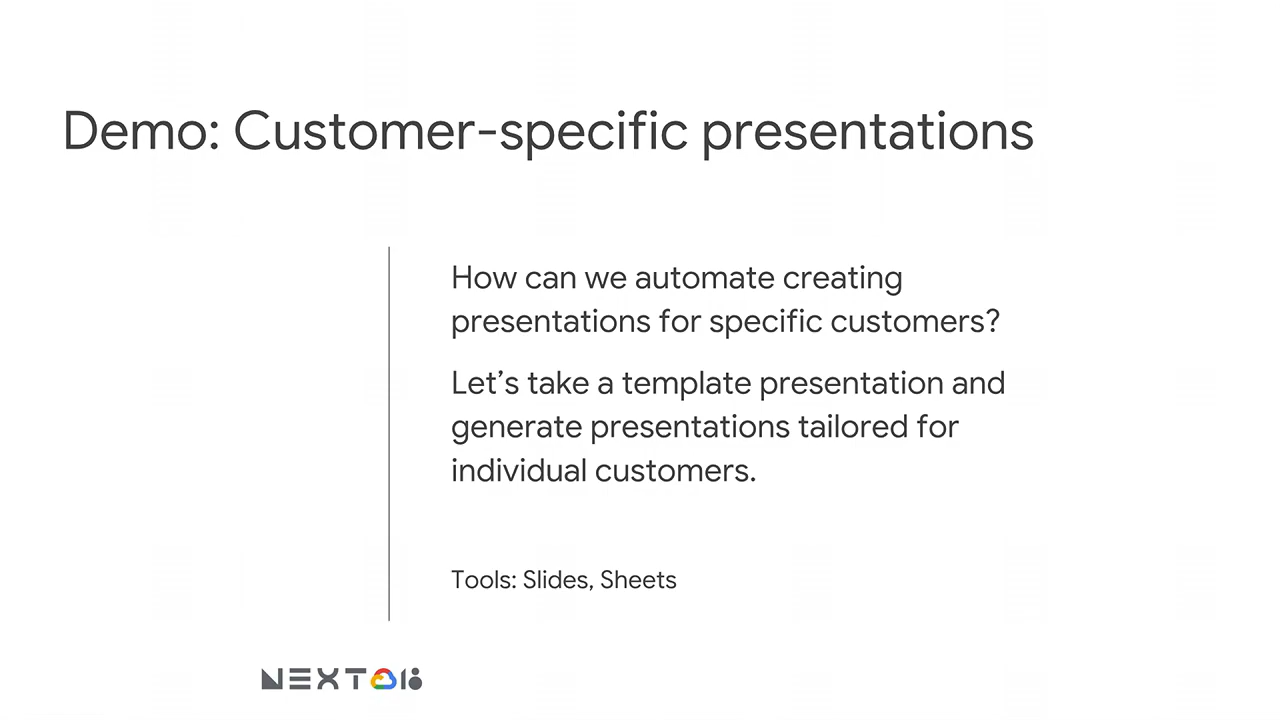 Demo: Customer-specific presentations
How can we automate creating
presentations for specific customers?
Let’s take a template presentation and
generate presentations tailored for
individual customers.
Tools: Slides, Sheets
NEXT 18